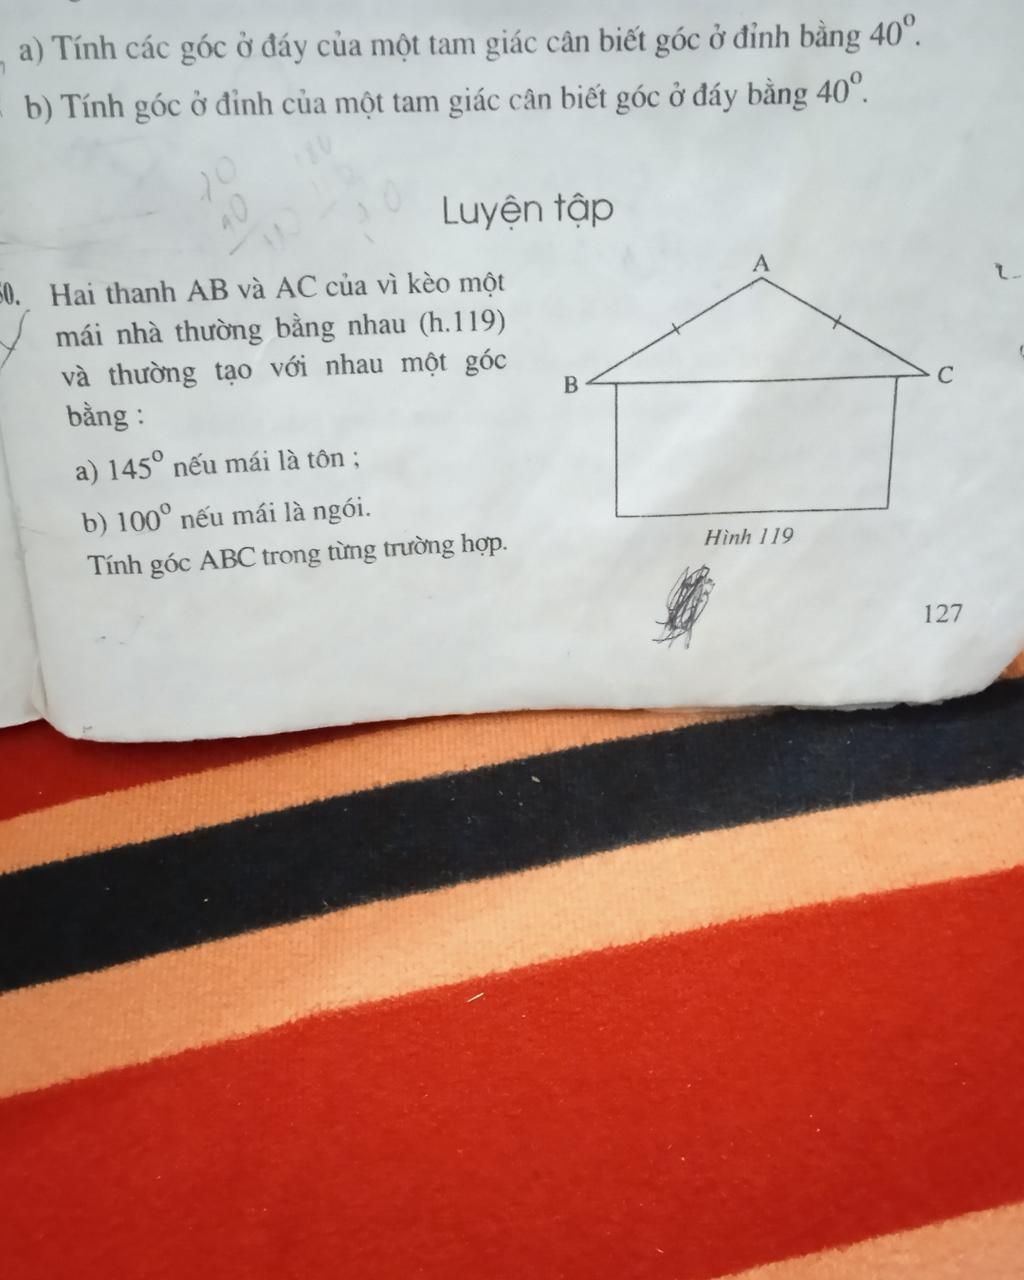 a) Tính các góc ở đáy của một tam giác cân biết góc ở đỉnh bằng 40°.
b) Tính góc ở đỉnh của một tam giác cân biết góc ở đáy bằng 40°.
Luyện tập
50. Hai thanh AB và AC của vì kèo một
mái nhà thường bằng nhau (h.119)
và thường tạo với nhau một góc
bằng :
a) 145° nếu mái là tôn ;
b) 100° nếu mái là ngói.
Tính góc ABC trong từng trường hợp.
A
B
C
Hình 119
127